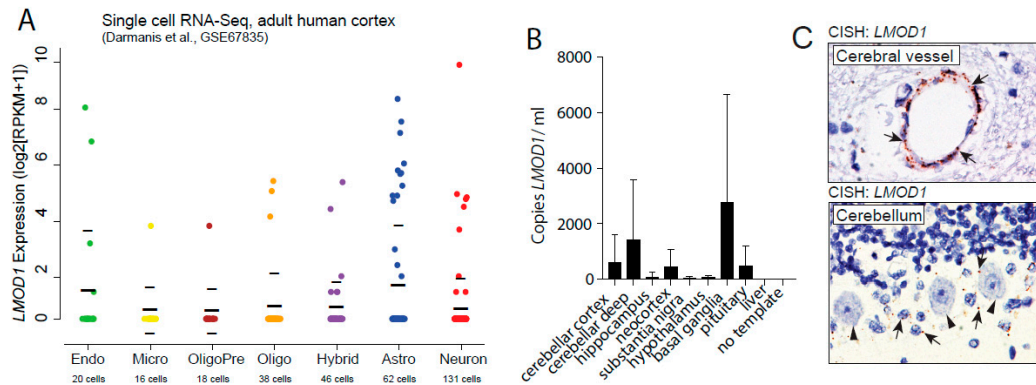 A
Single cell RNA-Seq, adult human cortex
(Darmanis et al., GSE67835)
LMOD1 Expression (log2[RPKM+1])
10
8
6
4
2
0
Endo Micro OligoPre Oligo Hybrid Astro Neuron
20 cells 16 cells 18 cells 38 cells 46 cells 62 cells 131 cells
B
Copies LMOD1/ ml
8000
6000
4000
2000
0
cerebellar cortex
cerebellar deep
hippocampus
neocortex
substantia nigra
hypothalamus
basal ganglia
pituitary
liver
no template
C
CISH: LMOD1
Cerebral vessel
CISH: LMOD1
Cerebellum